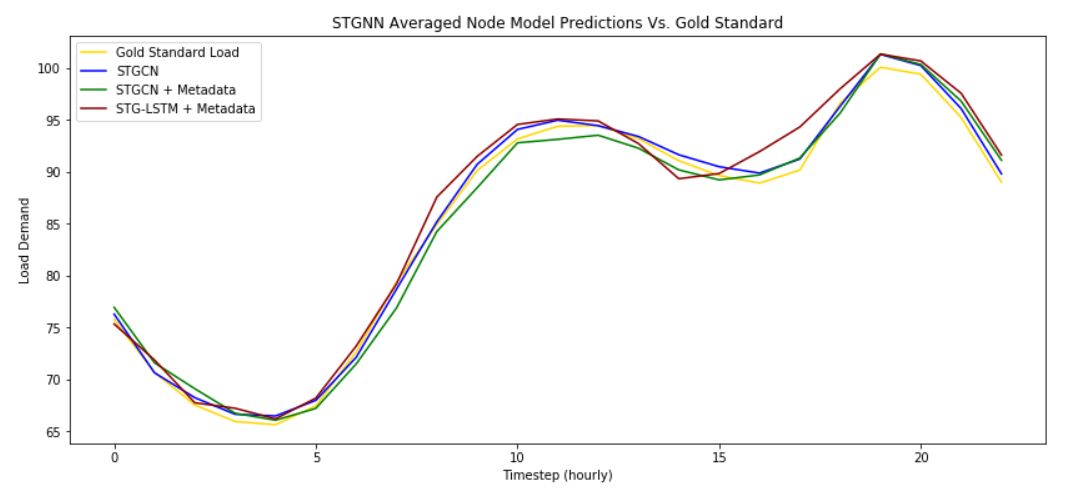 STGNN Averaged Node Model Predictions Vs. Gold Standard
Gold Standard Load
STGCN
STGCN + Metadata
STG-LSTM + Metadata
100
95
90
85
80
75
70
65
Load Demand
0 5 10 15 20
Timestep (hourly)